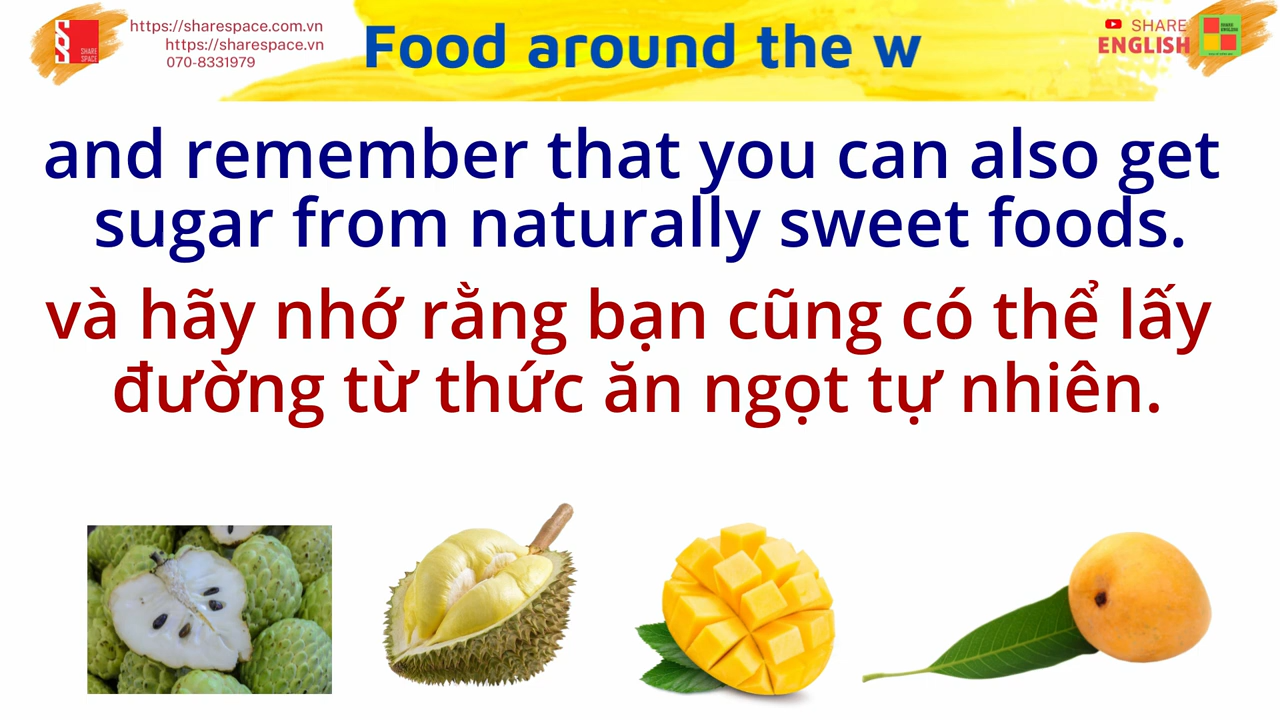 https://sharespace.com.vn
https://sharespace.vn
070-8331979
SHARE
SPACE
Food around the w
SHARE
ENGLISH
and remember that you can also get
sugar from naturally sweet foods.
và hãy nhớ rằng bạn cũng có thể lấy
đường từ thức ăn ngọt tự nhiên.